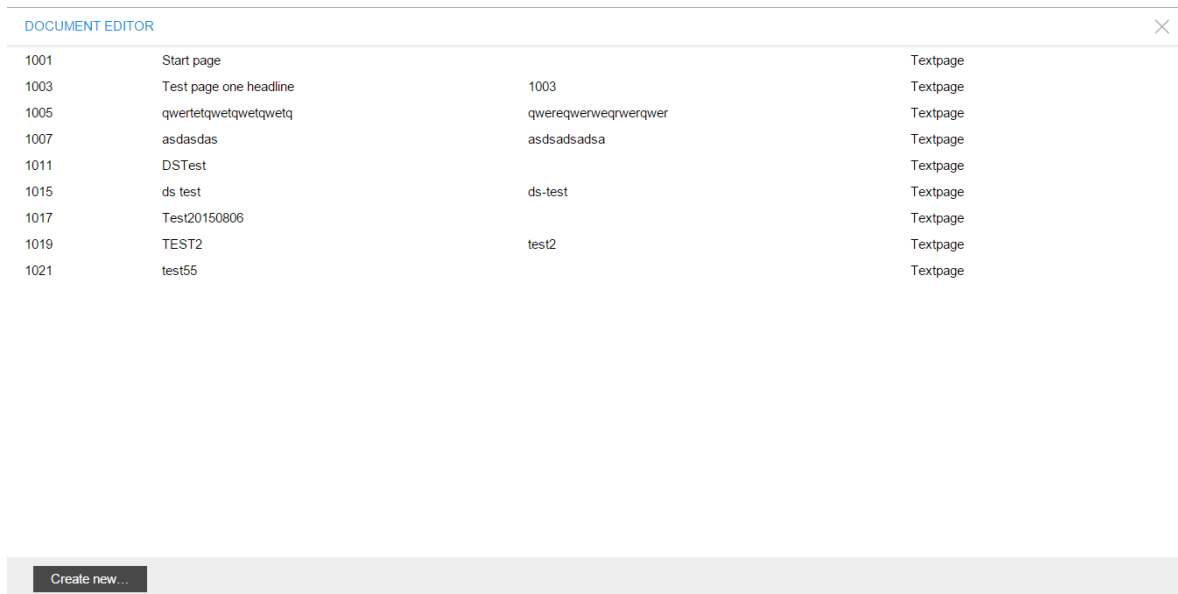 DOCUMENT EDITOR
1001 Start page Textpage
1003 Test page one headline 1003 Textpage
1005 qwertetqwetqwetqwetq qwereqwerweqrwerqwer Textpage
1007 asdasdas asdsadsadsa Textpage
1011 DSTest Textpage
1015 ds test ds-test Textpage
1017 Test20150806 Textpage
1019 TEST2 test2 Textpage
1021 test55 Textpage
Create new...